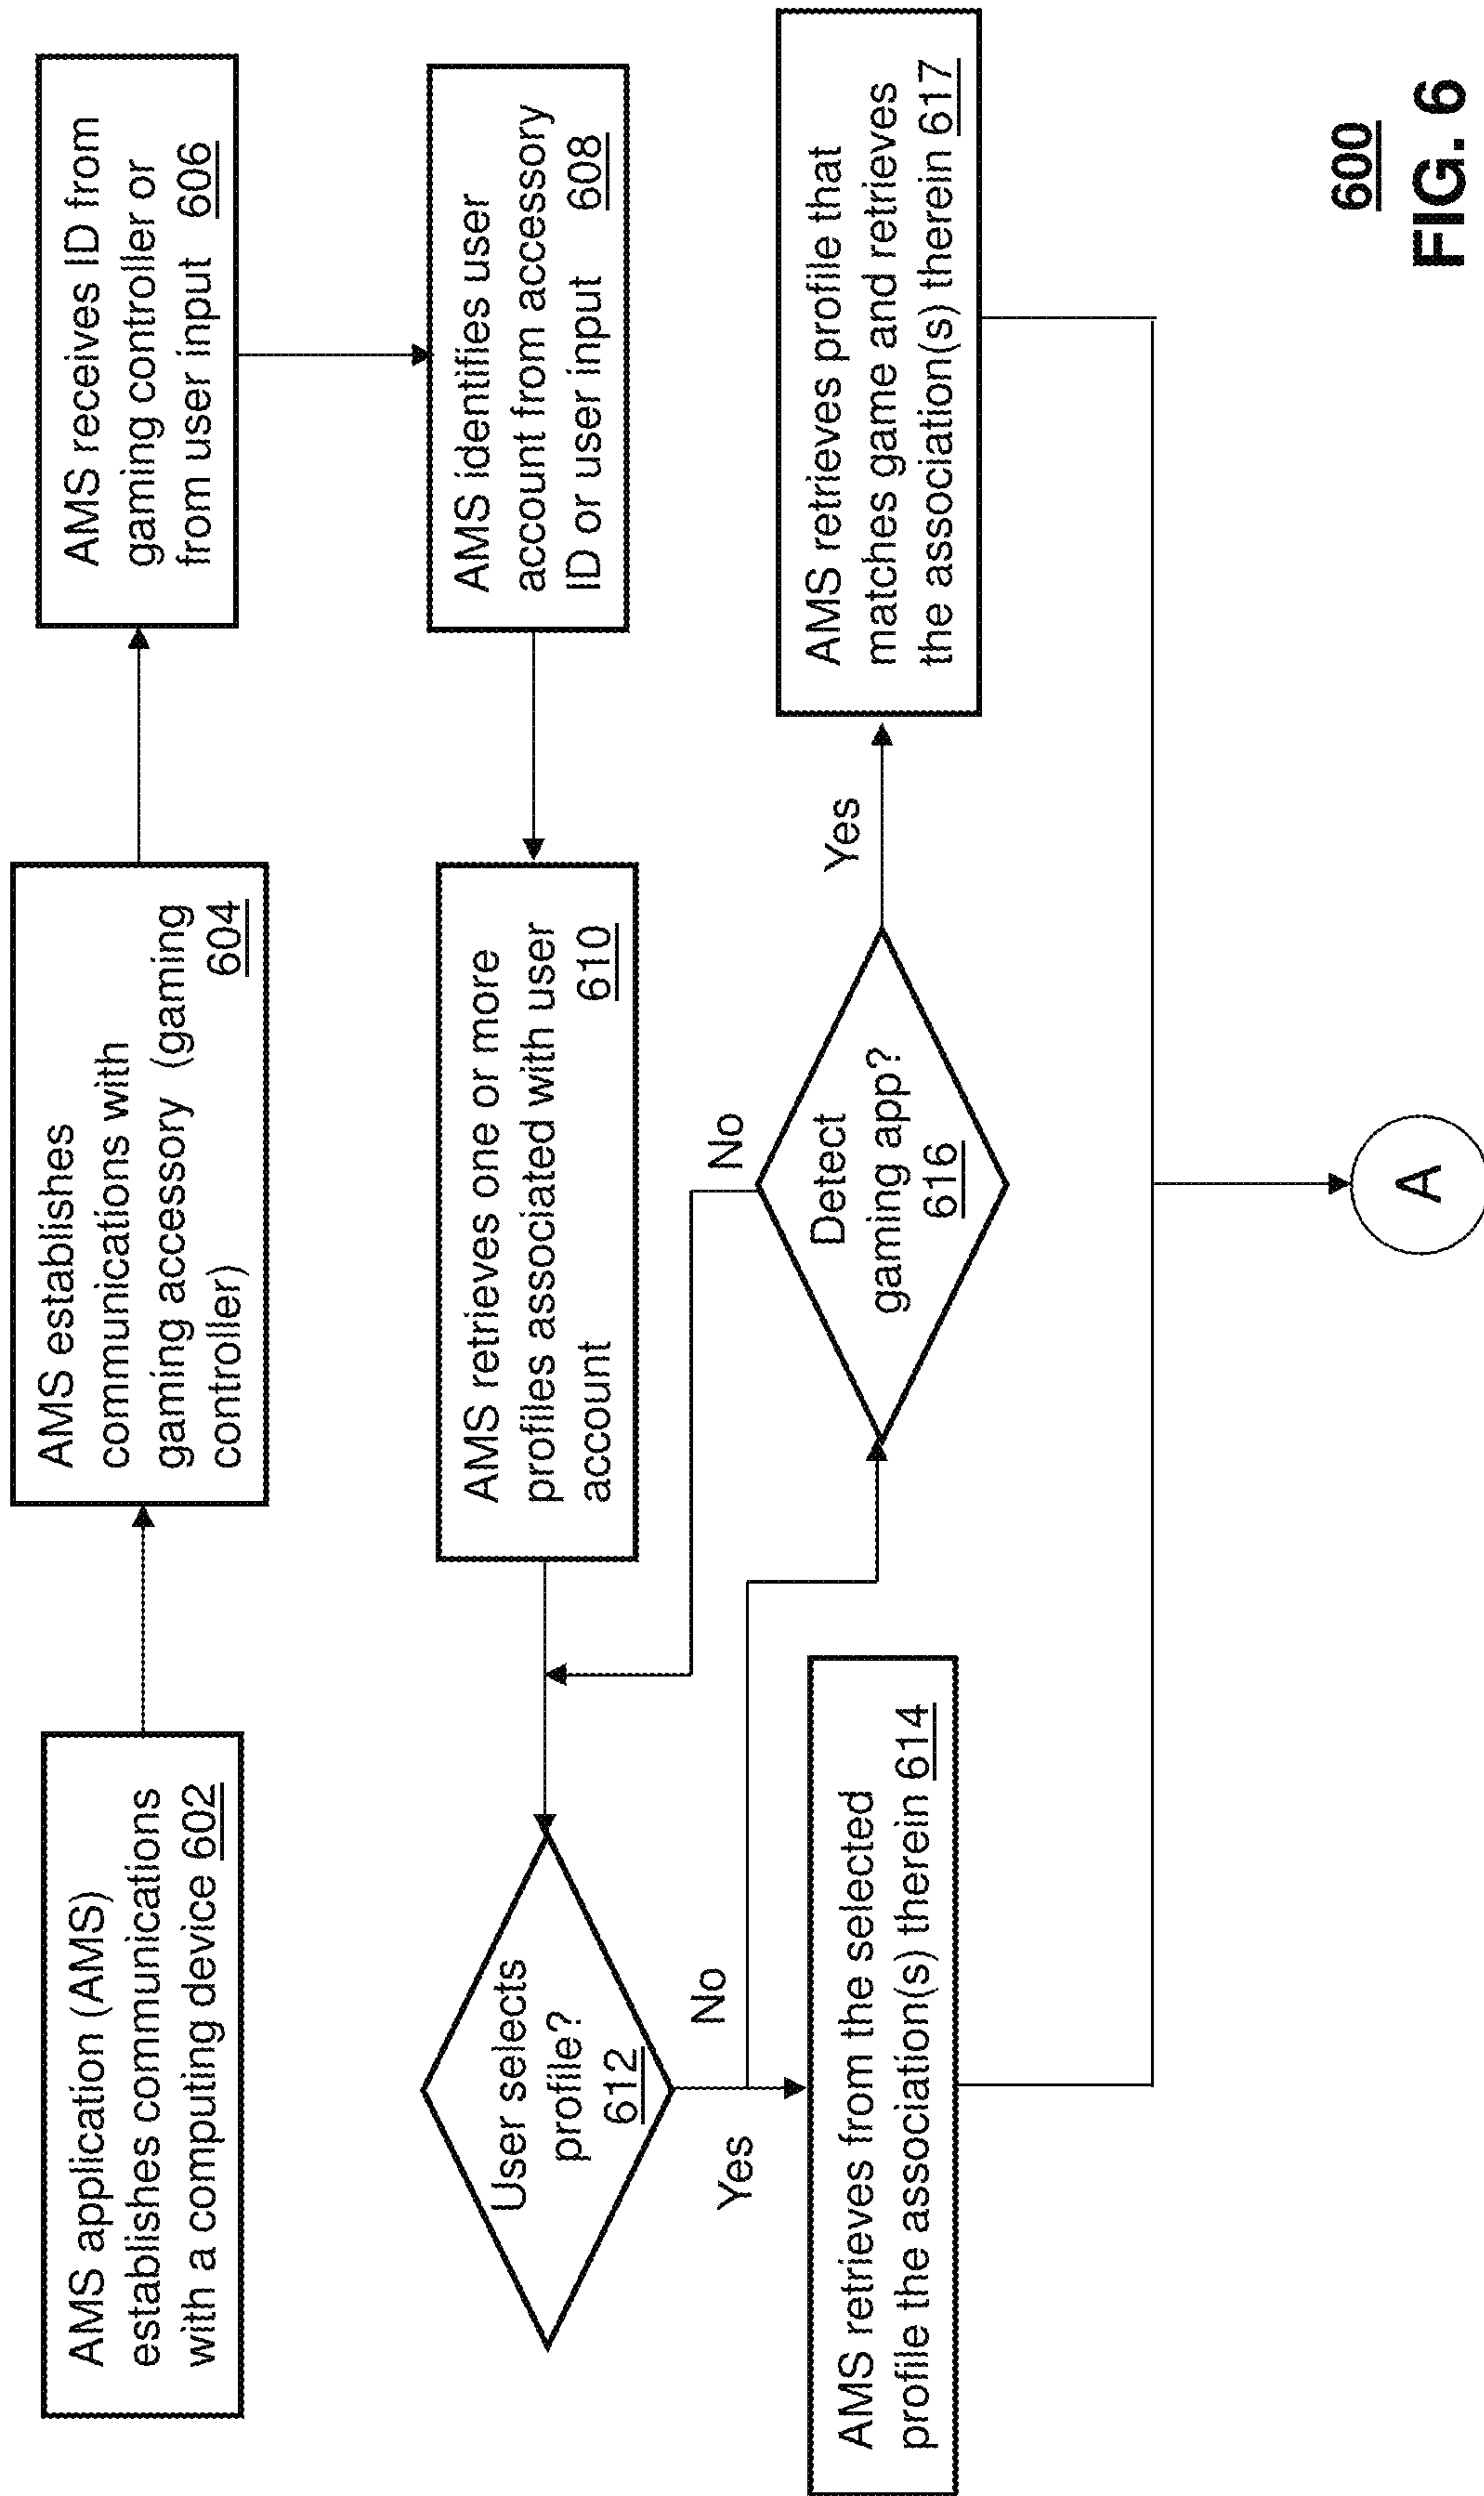 AMS application (AMS)
establishes communications
with a computing device 602
AMS establishes
communications with
gaming accessory (gaming
controller) 604
AMS receives ID from
gaming controller or
from user input 606
AMS identifies user
account from accessory
ID or user input 608
AMS retrieves one or more
profiles associated with user
account 610
User selects
profile?
612
Yes
No
AMS retrieves from the selected
profile the association(s) therein 614
Detect
gaming app?
616
No
Yes
AMS retrieves profile that
matches game and retrieves
the association(s) therein 617
A
600
FIG. 6